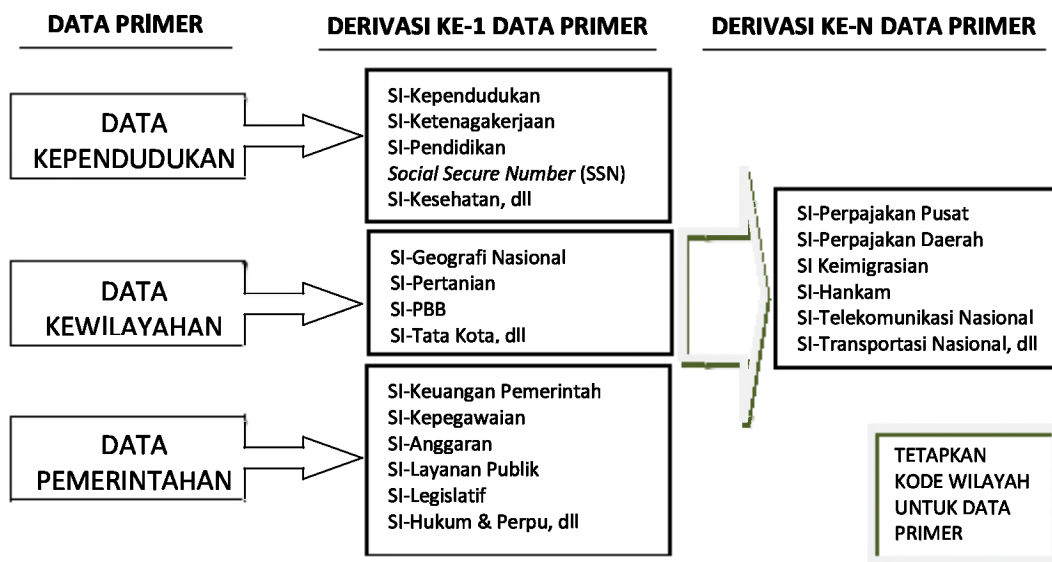 DATA PRIMER
DERIVASI KE-1 DATA PRIMER
DERIVASI KE-N DATA PRIMER
DATA
KEPENDUDUKAN
SI-Kependudukan
SI-Ketenagakerjaan
SI-Pendidikan
Social Secure Number (SSN)
SI-Kesehatan, dll
DATA
KEWILAYAHAN
SI-Geografi Nasional
SI-Pertanian
SI-PBB
SI-Tata Kota, dll
DATA
PEMERINTAHAN
SI-Keuangan Pemerintah
SI-Kepegawaian
SI-Anggaran
SI-Layanan Publik
SI-Legislatif
SI-Hukum & Perpu, dll
SI-Perpajakan Pusat
SI-Perpajakan Daerah
SI Keimigrasian
SI-Hankam
SI-Telekomunikasi Nasional
SI-Transportasi Nasional, dll
TETAPKAN
KODE WILAYAH
UNTUK DATA
PRIMER